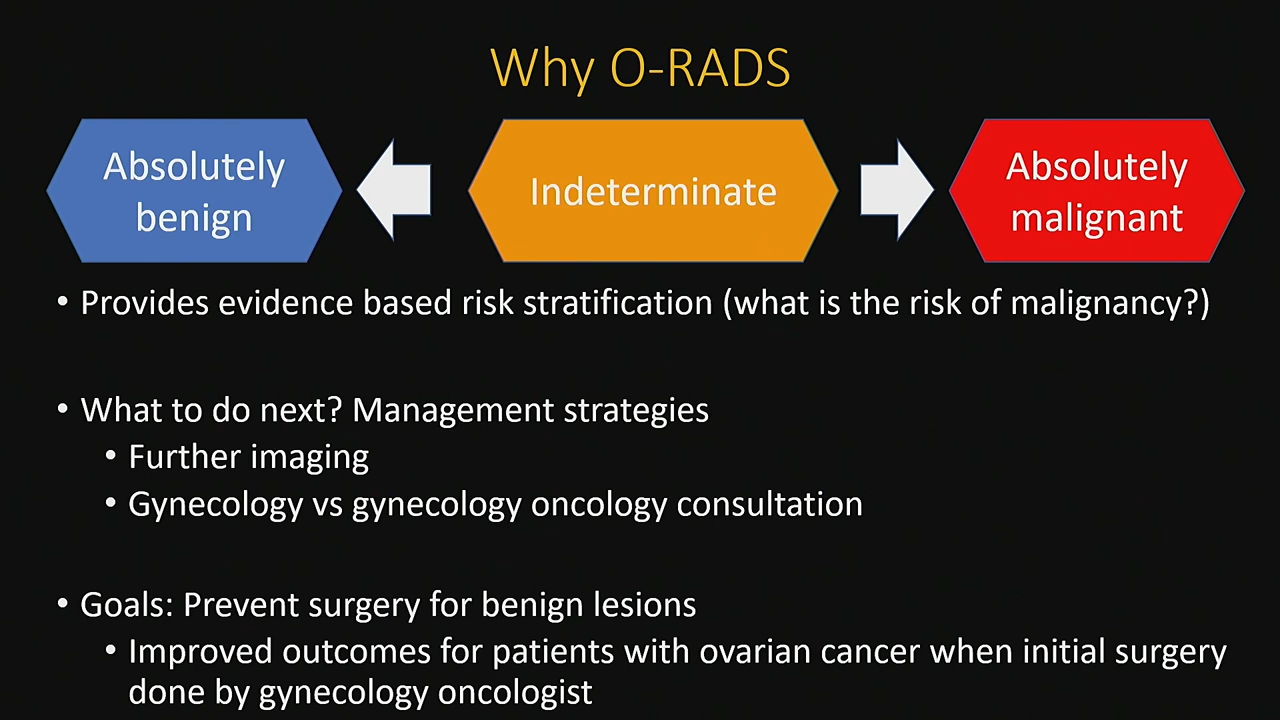 Why O-RADS
Absolutely
benign
Indeterminate
Absolutely
malignant
• Provides evidence based risk stratification (what is the risk of malignancy?)
• What to do next? Management strategies
• Further imaging
• Gynecology vs gynecology oncology consultation
• Goals: Prevent surgery for benign lesions
• Improved outcomes for patients with ovarian cancer when initial surgery
done by gynecology oncologist